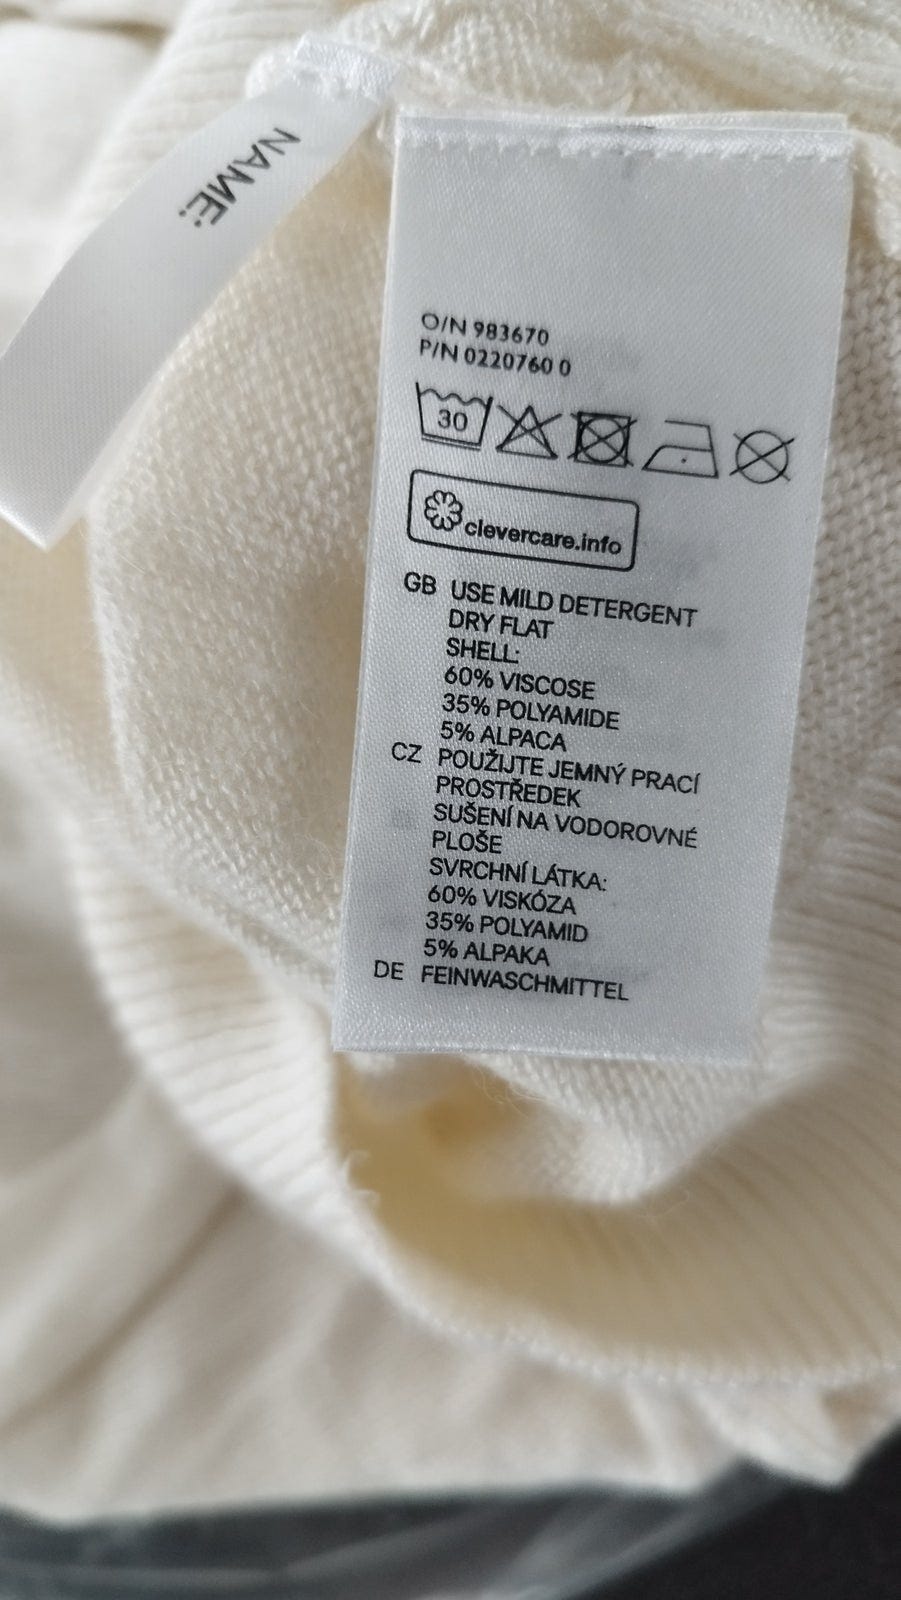 NAME:
O/N 983670
P/N 0220760 0
30
clevercare.info
GB USE MILD DETERGENT
DRY FLAT
SHELL:
60% VISCOSE
35% POLYAMIDE
5% ALPACA
CZ POUŽIJTE JEMNÝ PRACÍ
PROSTŘEDEK
SUŠENÍ NA VODOROVNÉ
PLOŠE
SVRCHNÍ LÁTKA:
60% VISKÓZA
35% POLYAMID
5% ALPAKA
DE FEINWASCHMITTEL